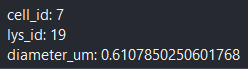 cell_id: 7
lys_id: 19
diameter_um: 0.6107850250601768